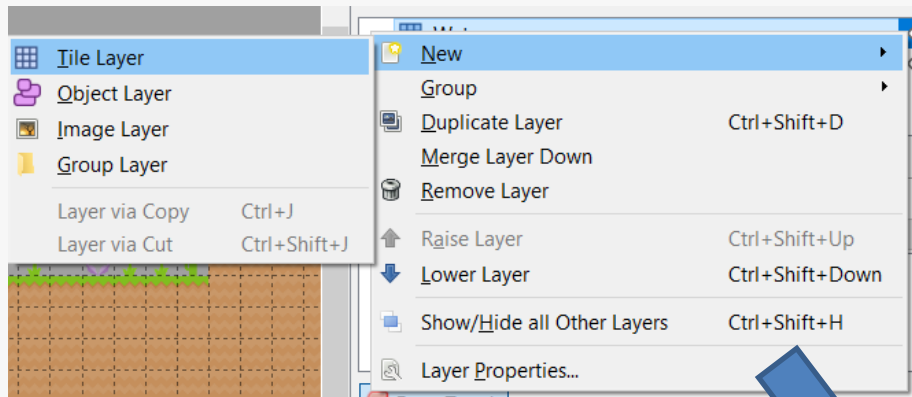 Tile Layer
Object Layer
Image Layer
Group Layer
Layer via Copy Ctrl+J
Layer via Cut Ctrl+Shift+J
New
Group
Duplicate Layer Ctrl+Shift+D
Merge Layer Down
Remove Layer
Raise Layer Ctrl+Shift+Up
Lower Layer Ctrl+Shift+Down
Show/Hide all Other Layers Ctrl+Shift+H
Layer Properties...